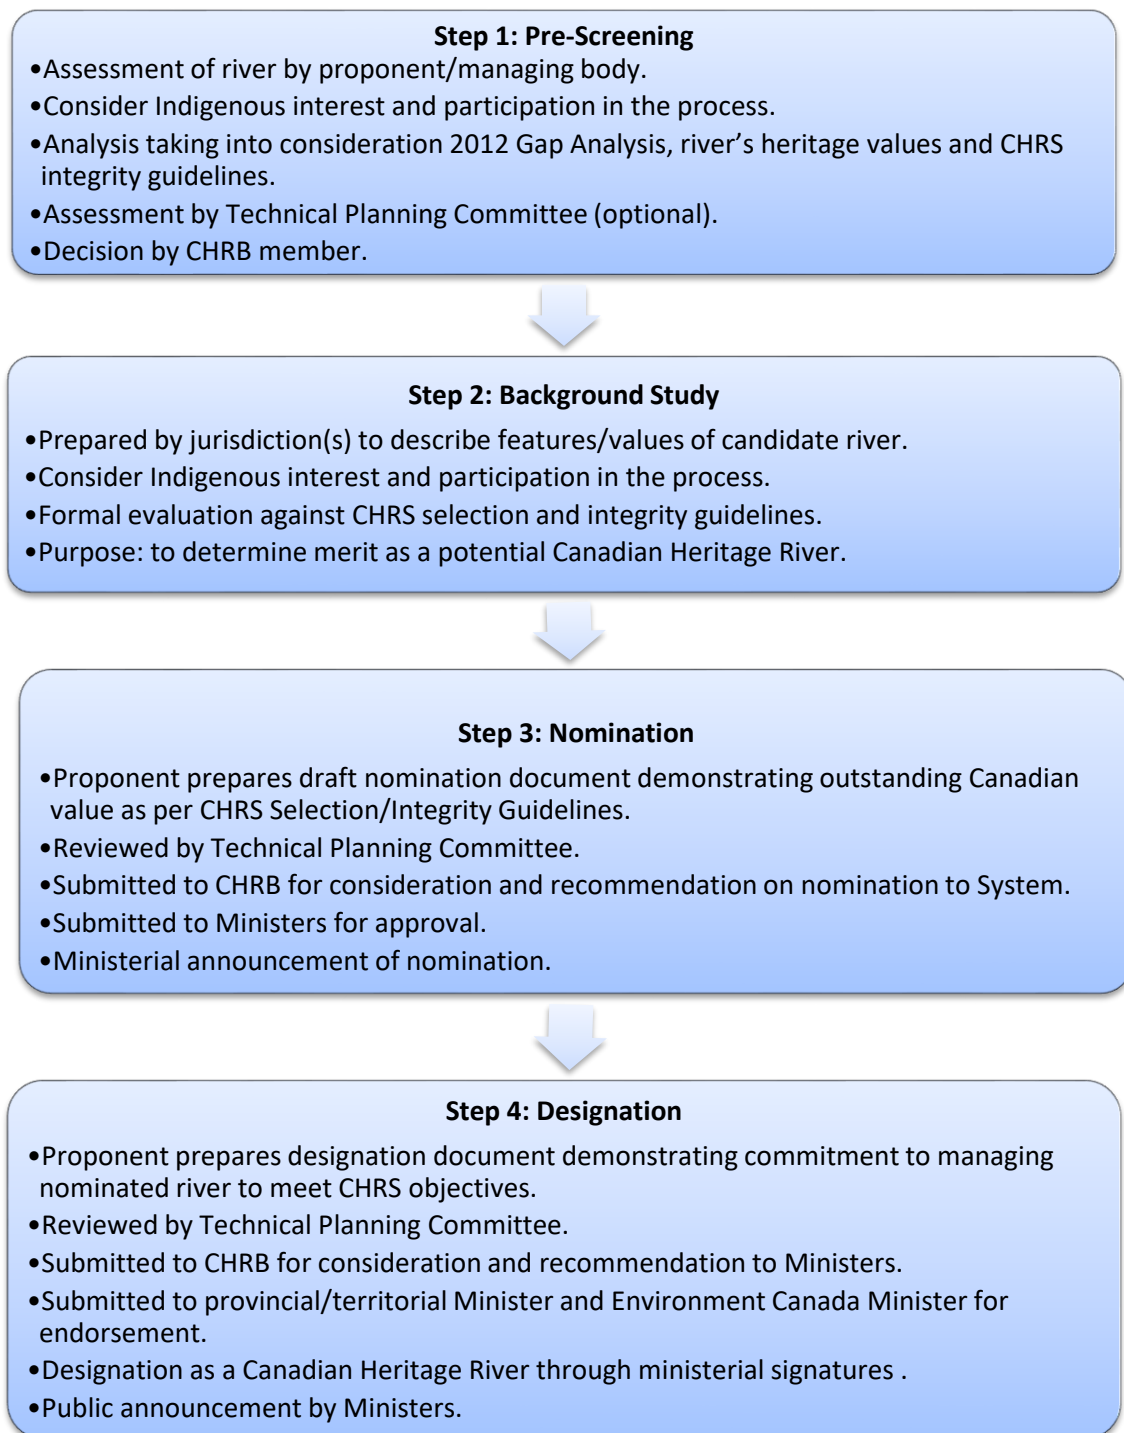 Step 1: Pre-Screening
•Assessment of river by proponent/managing body.
•Consider Indigenous interest and participation in the process.
•Analysis taking into consideration 2012 Gap Analysis, river's heritage values and CHRS
integrity guidelines.
•Assessment by Technical Planning Committee (optional).
•Decision by CHRB member.
Step 2: Background Study
•Prepared by jurisdiction(s) to describe features/values of candidate river.
•Consider Indigenous interest and participation in the process.
•Formal evaluation against CHRS selection and integrity guidelines.
•Purpose: to determine merit as a potential Canadian Heritage River.
Step 3: Nomination
•Proponent prepares draft nomination document demonstrating outstanding Canadian
value as per CHRS Selection/Integrity Guidelines.
•Reviewed by Technical Planning Committee.
•Submitted to CHRB for consideration and recommendation on nomination to System.
•Submitted to Ministers for approval.
•Ministerial announcement of nomination.
Step 4: Designation
•Proponent prepares designation document demonstrating commitment to managing
nominated river to meet CHRS objectives.
•Reviewed by Technical Planning Committee.
•Submitted to CHRB for consideration and recommendation to Ministers.
•Submitted to provincial/territorial Minister and Environment Canada Minister for
endorsement.
•Designation as a Canadian Heritage River through ministerial signatures .
•Public announcement by Ministers.